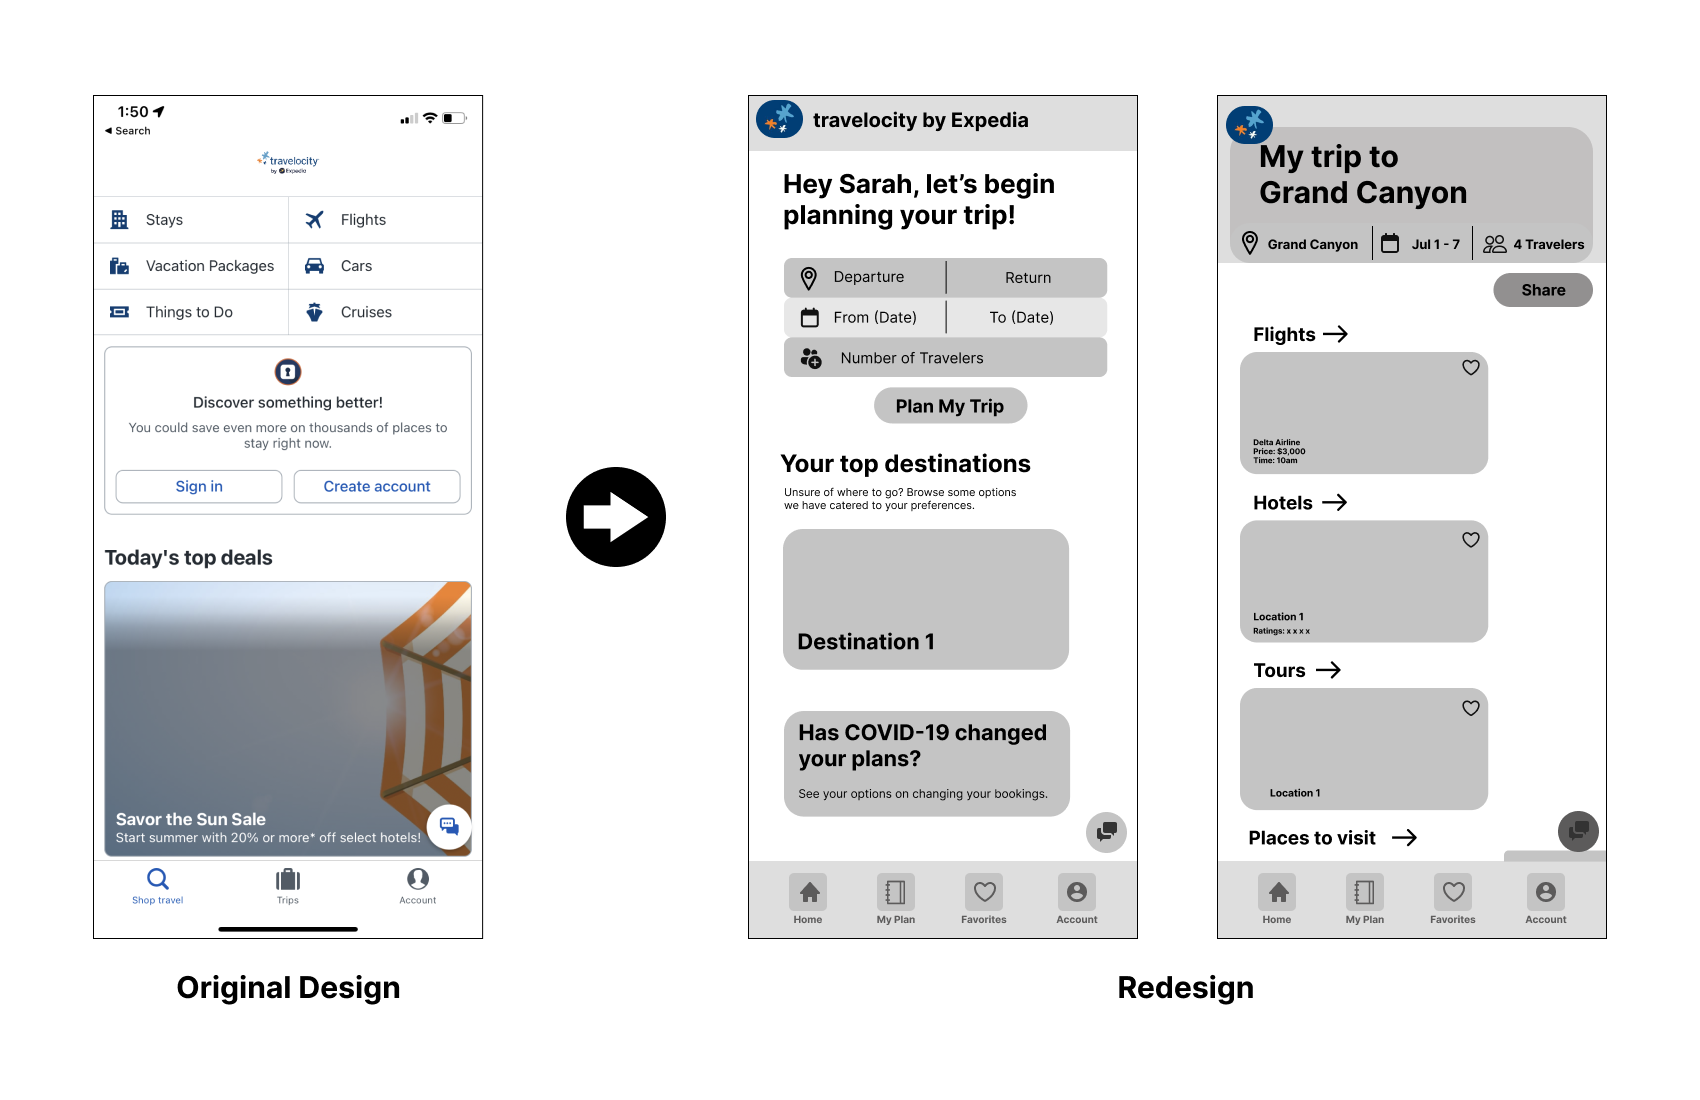 1:50
Search
travelocity
by Expedia
Stays
Flights
Vacation Packages
Cars
Things to Do
Cruises
Discover something better!
You could save even more on thousands of places to
stay right now.
Sign in
Create account
Today's top deals
Savor the Sun Sale
Start summer with 20% or more* off select hotels!
Shop travel
Trips
Account
Original Design
travelocity by Expedia
Hey Sarah, let's begin
planning your trip!
Departure
Return
From (Date)
To (Date)
Number of Travelers
Plan My Trip
Your top destinations
Unsure of where to go? Browse some options
we have catered to your preferences.
Destination 1
Has COVID-19 changed
your plans?
See your options on changing your bookings.
Home
My Plan
Favorites
Account
My trip to
Grand Canyon
Grand Canyon
Jul 1 - 7
4 Travelers
Share
Flights
Delta Airline
Price: $3,000
Time: 10am
Hotels
Location 1
Ratings: x x x x
Tours
Location 1
Places to visit
Home
My Plan
Favorites
Account
Redesign